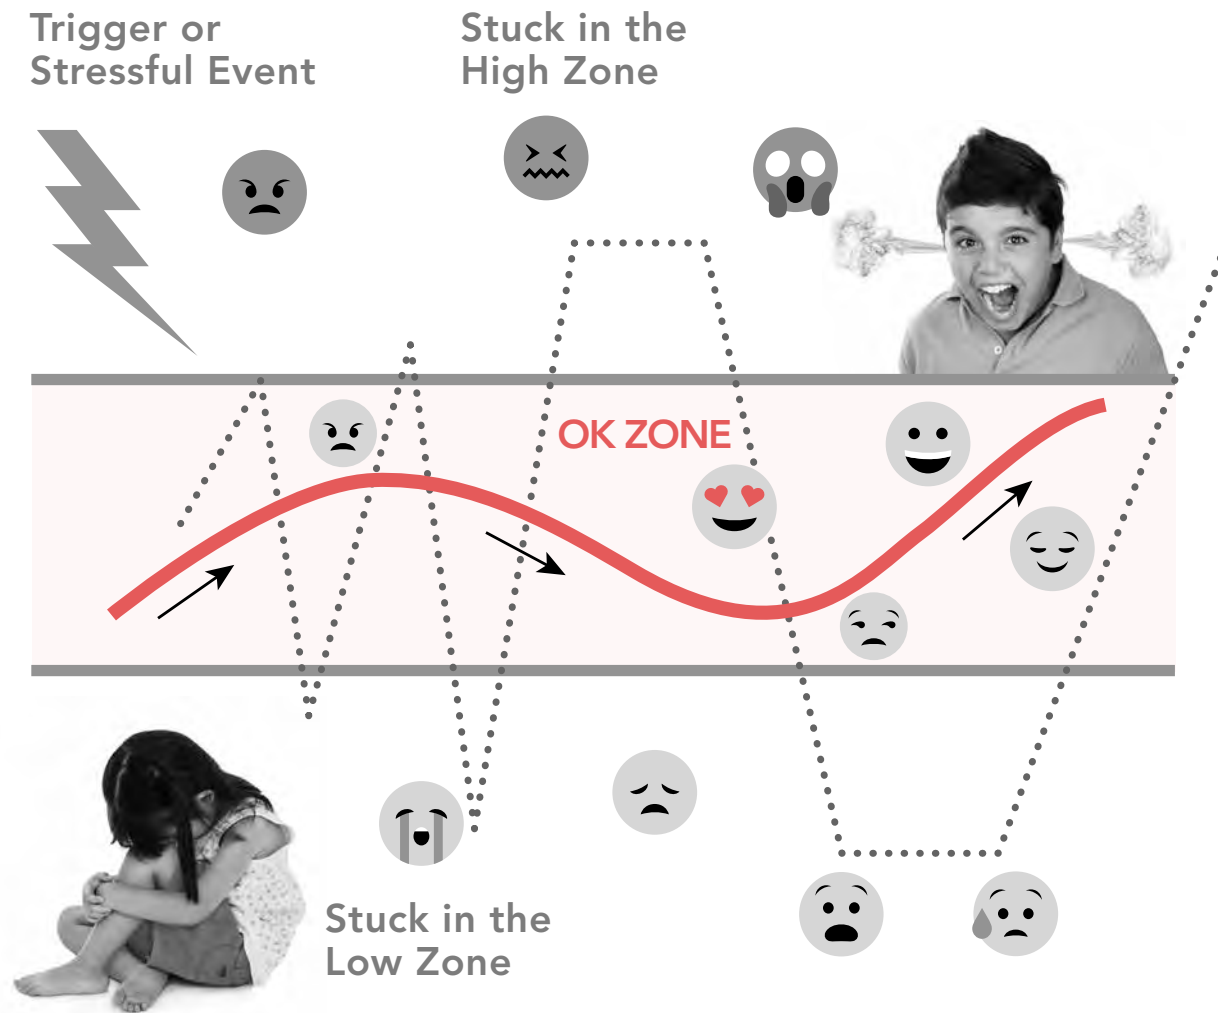 Trigger or
Stressful Event
Stuck in the
High Zone
OK ZONE
Stuck in the
Low Zone